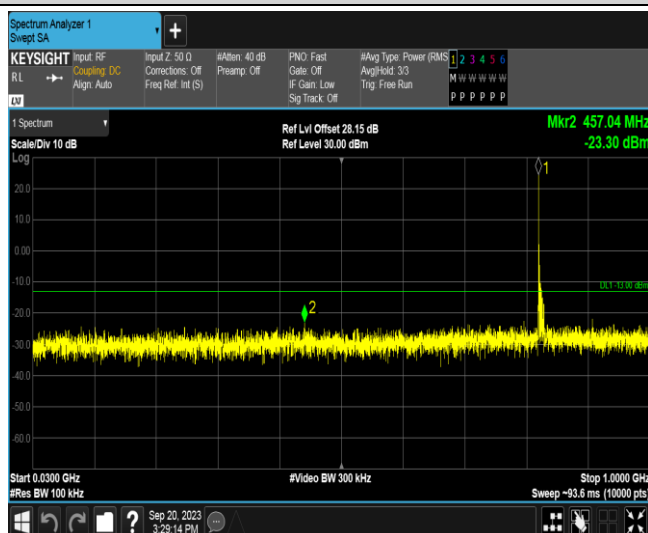 Spectrum Analyzer 1
Swept SA
+
KEYSIGHT
RL
LXI
Input: RF
Coupling: DC
Align: Auto
Input Z: 50 Ω
Corrections: Off
Freq Ref: Int (S)
#Atten: 40 dB
Preamp: Off
PNO: Fast
Gate: Off
IF Gain: Low
Sig Track: Off
#Avg Type: Power (RMS
Avg|Hold: 3/3
Trig: Free Run
1 2 3 4 5 6
M W W W W W
P P P P P P
1 Spectrum
Scale/Div 10 dB
Log
Ref Lvl Offset 28.15 dB
Ref Level 30.00 dBm
Mkr2 457.04 MHz
-23.30 dBm
1
20.0
10.0
0.00
-10.0
DL1 -13.00 dBm
2
-20.0
-30.0
-40.0
-50.0
-60.0
Start 0.0300 GHz
#Res BW 100 kHz
#Video BW 300 kHz
Stop 1.0000 GHz
Sweep ~93.6 ms (10000 pts)
?
Sep 20, 2023
3:29:14 PM